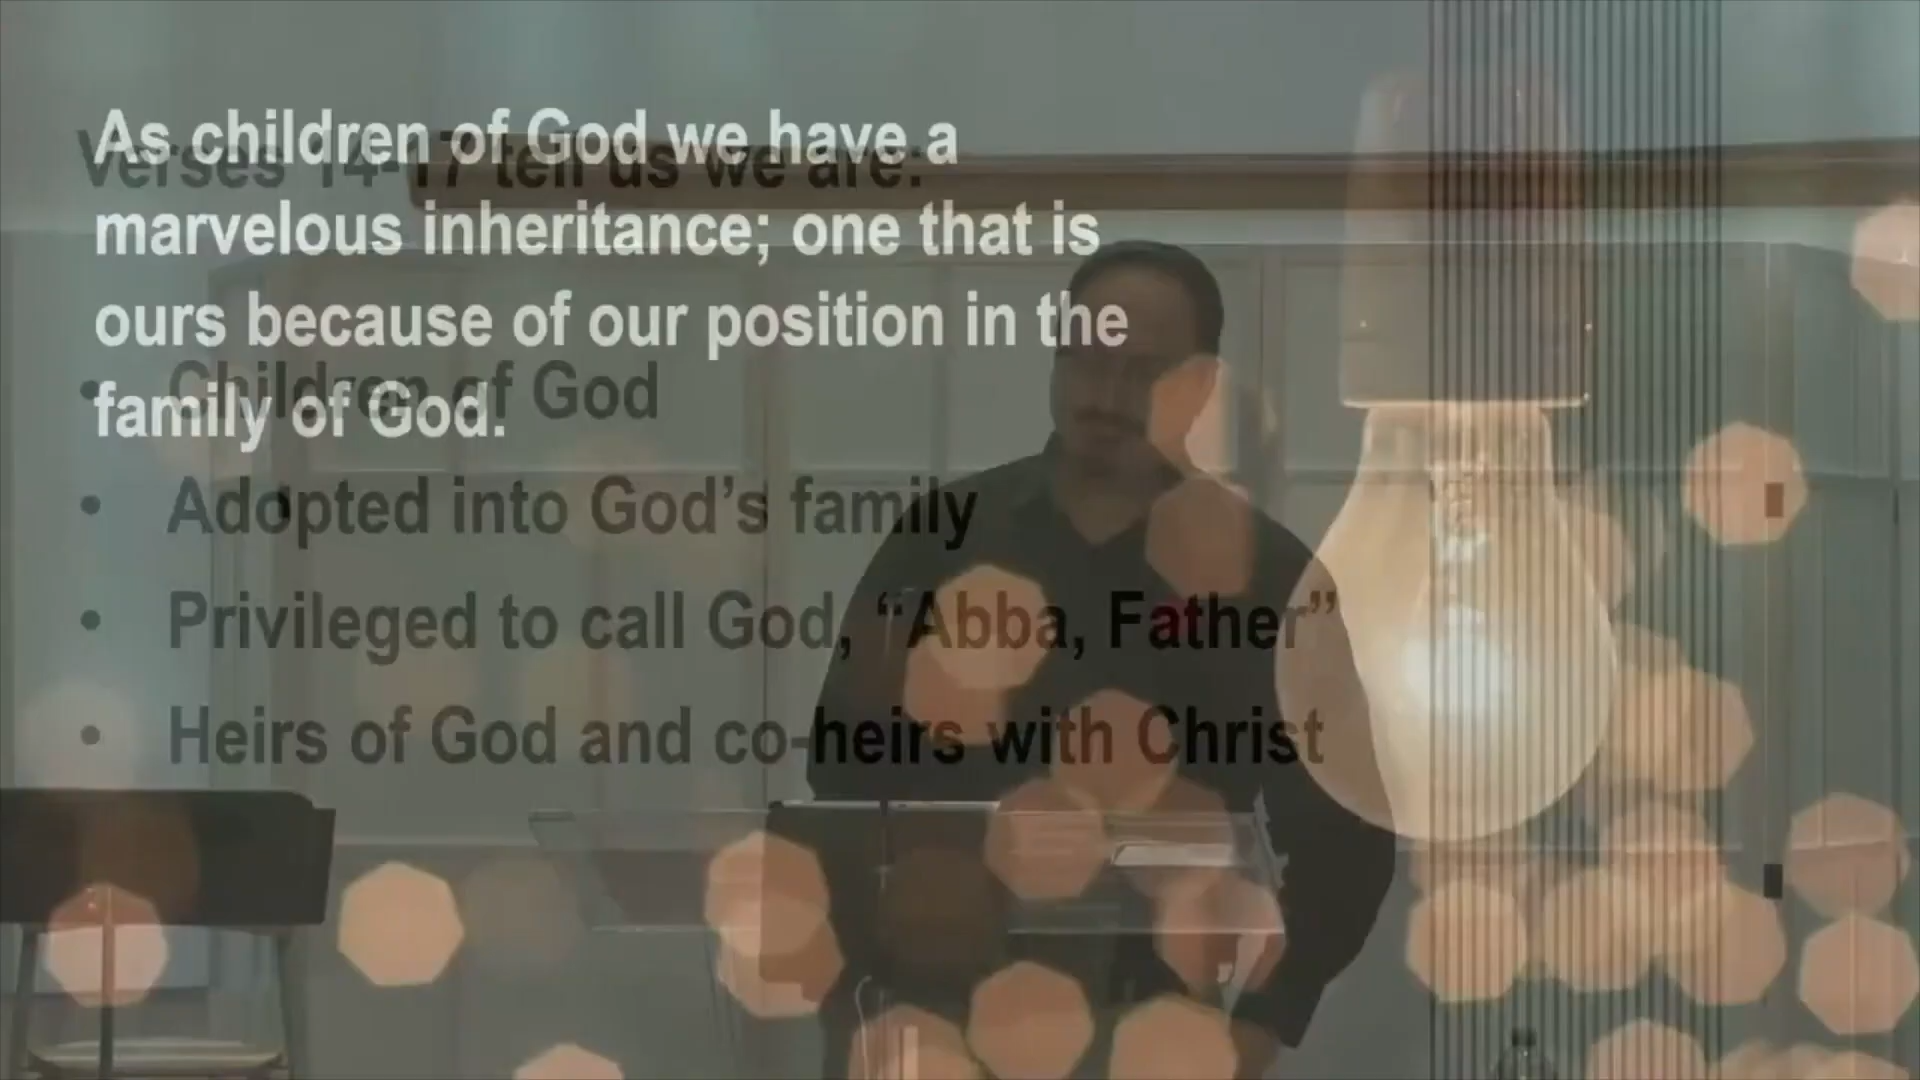 As children of God we have a
marvelous inheritance; one that is
ours because of our position in the
family of God.
Verses 14-17 tell us we are:
• Children of God
• Adopted into God’s family
• Privileged to call God, “Abba, Father”
• Heirs of God and co-heirs with Christ